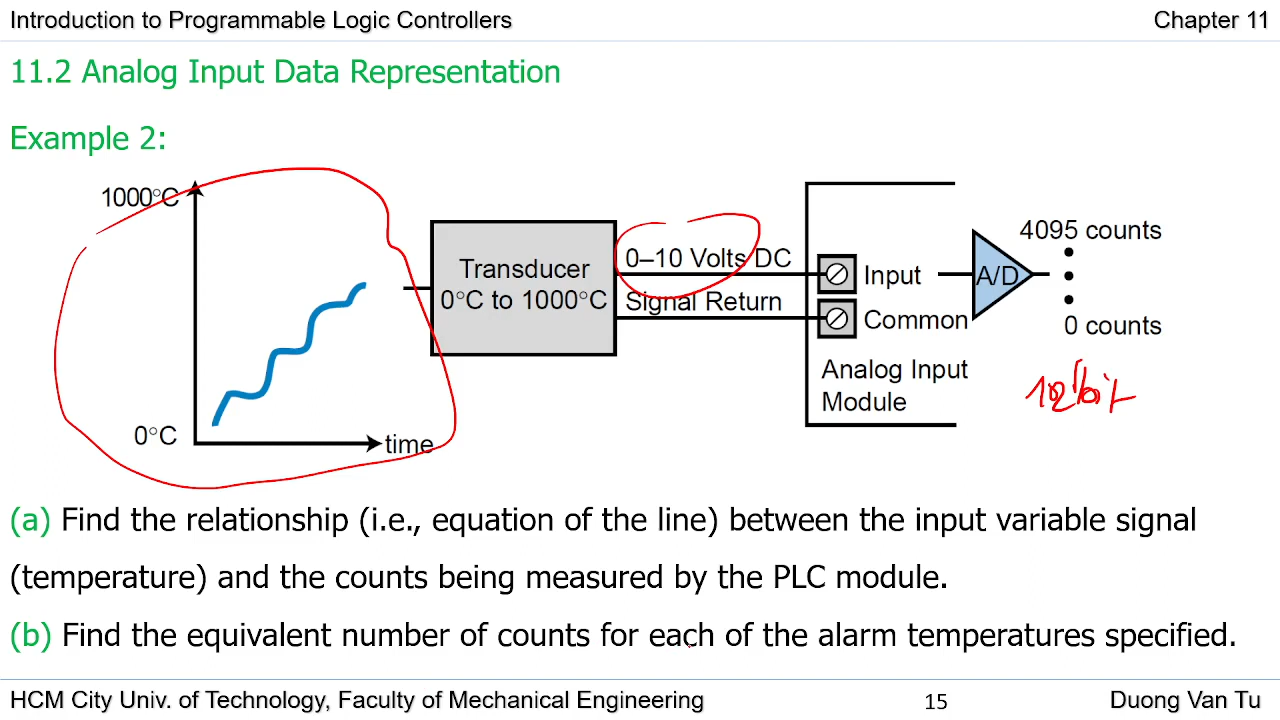 Introduction to Programmable Logic Controllers
Chapter 11
11.2 Analog Input Data Representation
Example 2:
1000°C
0°C
time
Transducer
0°C to 1000°C
0–10 Volts DC
Signal Return
Input
Common
Analog Input
Module
A/D
4095 counts
0 counts
12 bit
(a) Find the relationship (i.e., equation of the line) between the input variable signal
(temperature) and the counts being measured by the PLC module.
(b) Find the equivalent number of counts for each of the alarm temperatures specified.
HCM City Univ. of Technology, Faculty of Mechanical Engineering
15
Duong Van Tu